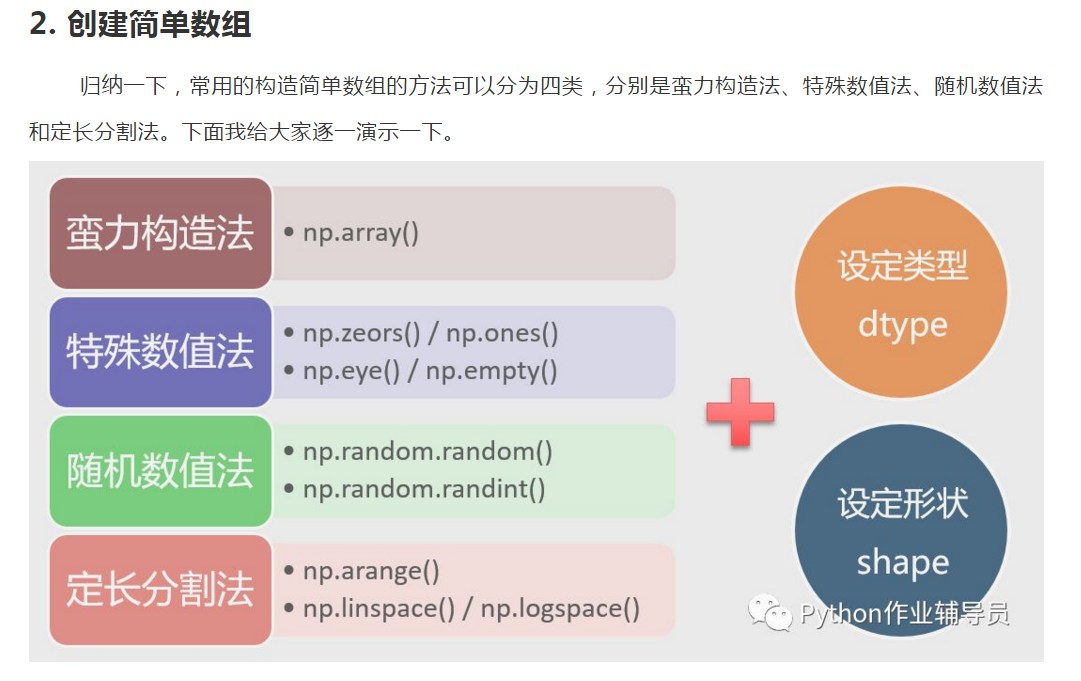 2. 创建简单数组
归纳一下，常用的构造简单数组的方法可以分为四类，分别是蛮力构造法、特殊数值法、随机数值法
和定长分割法。下面我给大家逐一演示一下。
蛮力构造法
• np.array()
特殊数值法
• np.zeors() / np.ones()
• np.eye() / np.empty()
随机数值法
• np.random.random()
• np.random.randint()
定长分割法
• np.arange()
• np.linspace() / np.logspace()
设定类型
dtype
设定形状
shape
Python作业辅导员